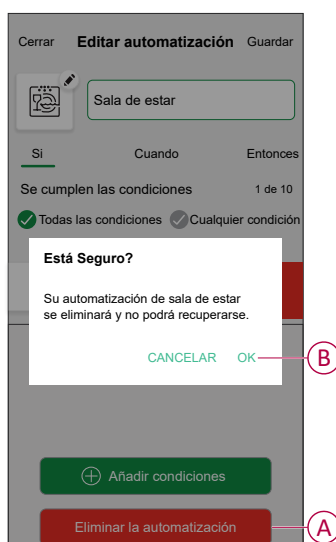 Cerrar Editar automatización Guardar
Sala de estar
Si Cuando Entonces
Se cumplen las condiciones 1 de 10
Todas las condiciones Cualquier condición
Está Seguro?
Su automatización de sala de estar
se eliminará y no podrá recuperarse.
CANCELAR OK
B
Añadir condiciones
Eliminar la automatización
A